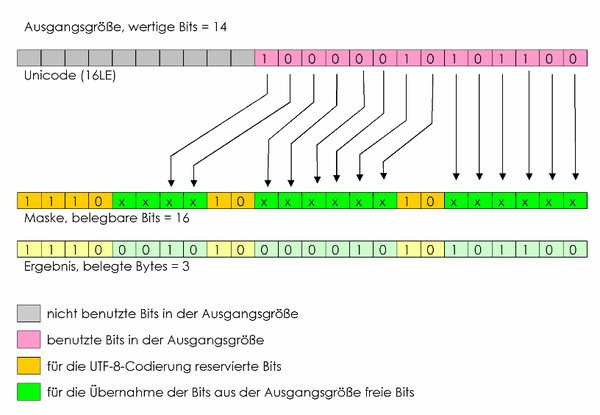 Ausgangsgröße, wertige Bits = 14
1 0 0 0 0 0 1 0 1 0 1 1 0 0
Unicode (16LE)
1 1 1 0 x x x x 1 0 x x x x x x 1 0 x x x x x x
Maske, belegbare Bits = 16
1 1 1 0 0 0 1 0 1 0 0 0 0 0 1 0 1 0 1 0 1 1 0 0
Ergebnis, belegte Bytes = 3
nicht benutzte Bits in der Ausgangsgröße
benutzte Bits in der Ausgangsgröße
für die UTF-8-Codierung reservierte Bits
für die Übernahme der Bits aus der Ausgangsgröße freie Bits